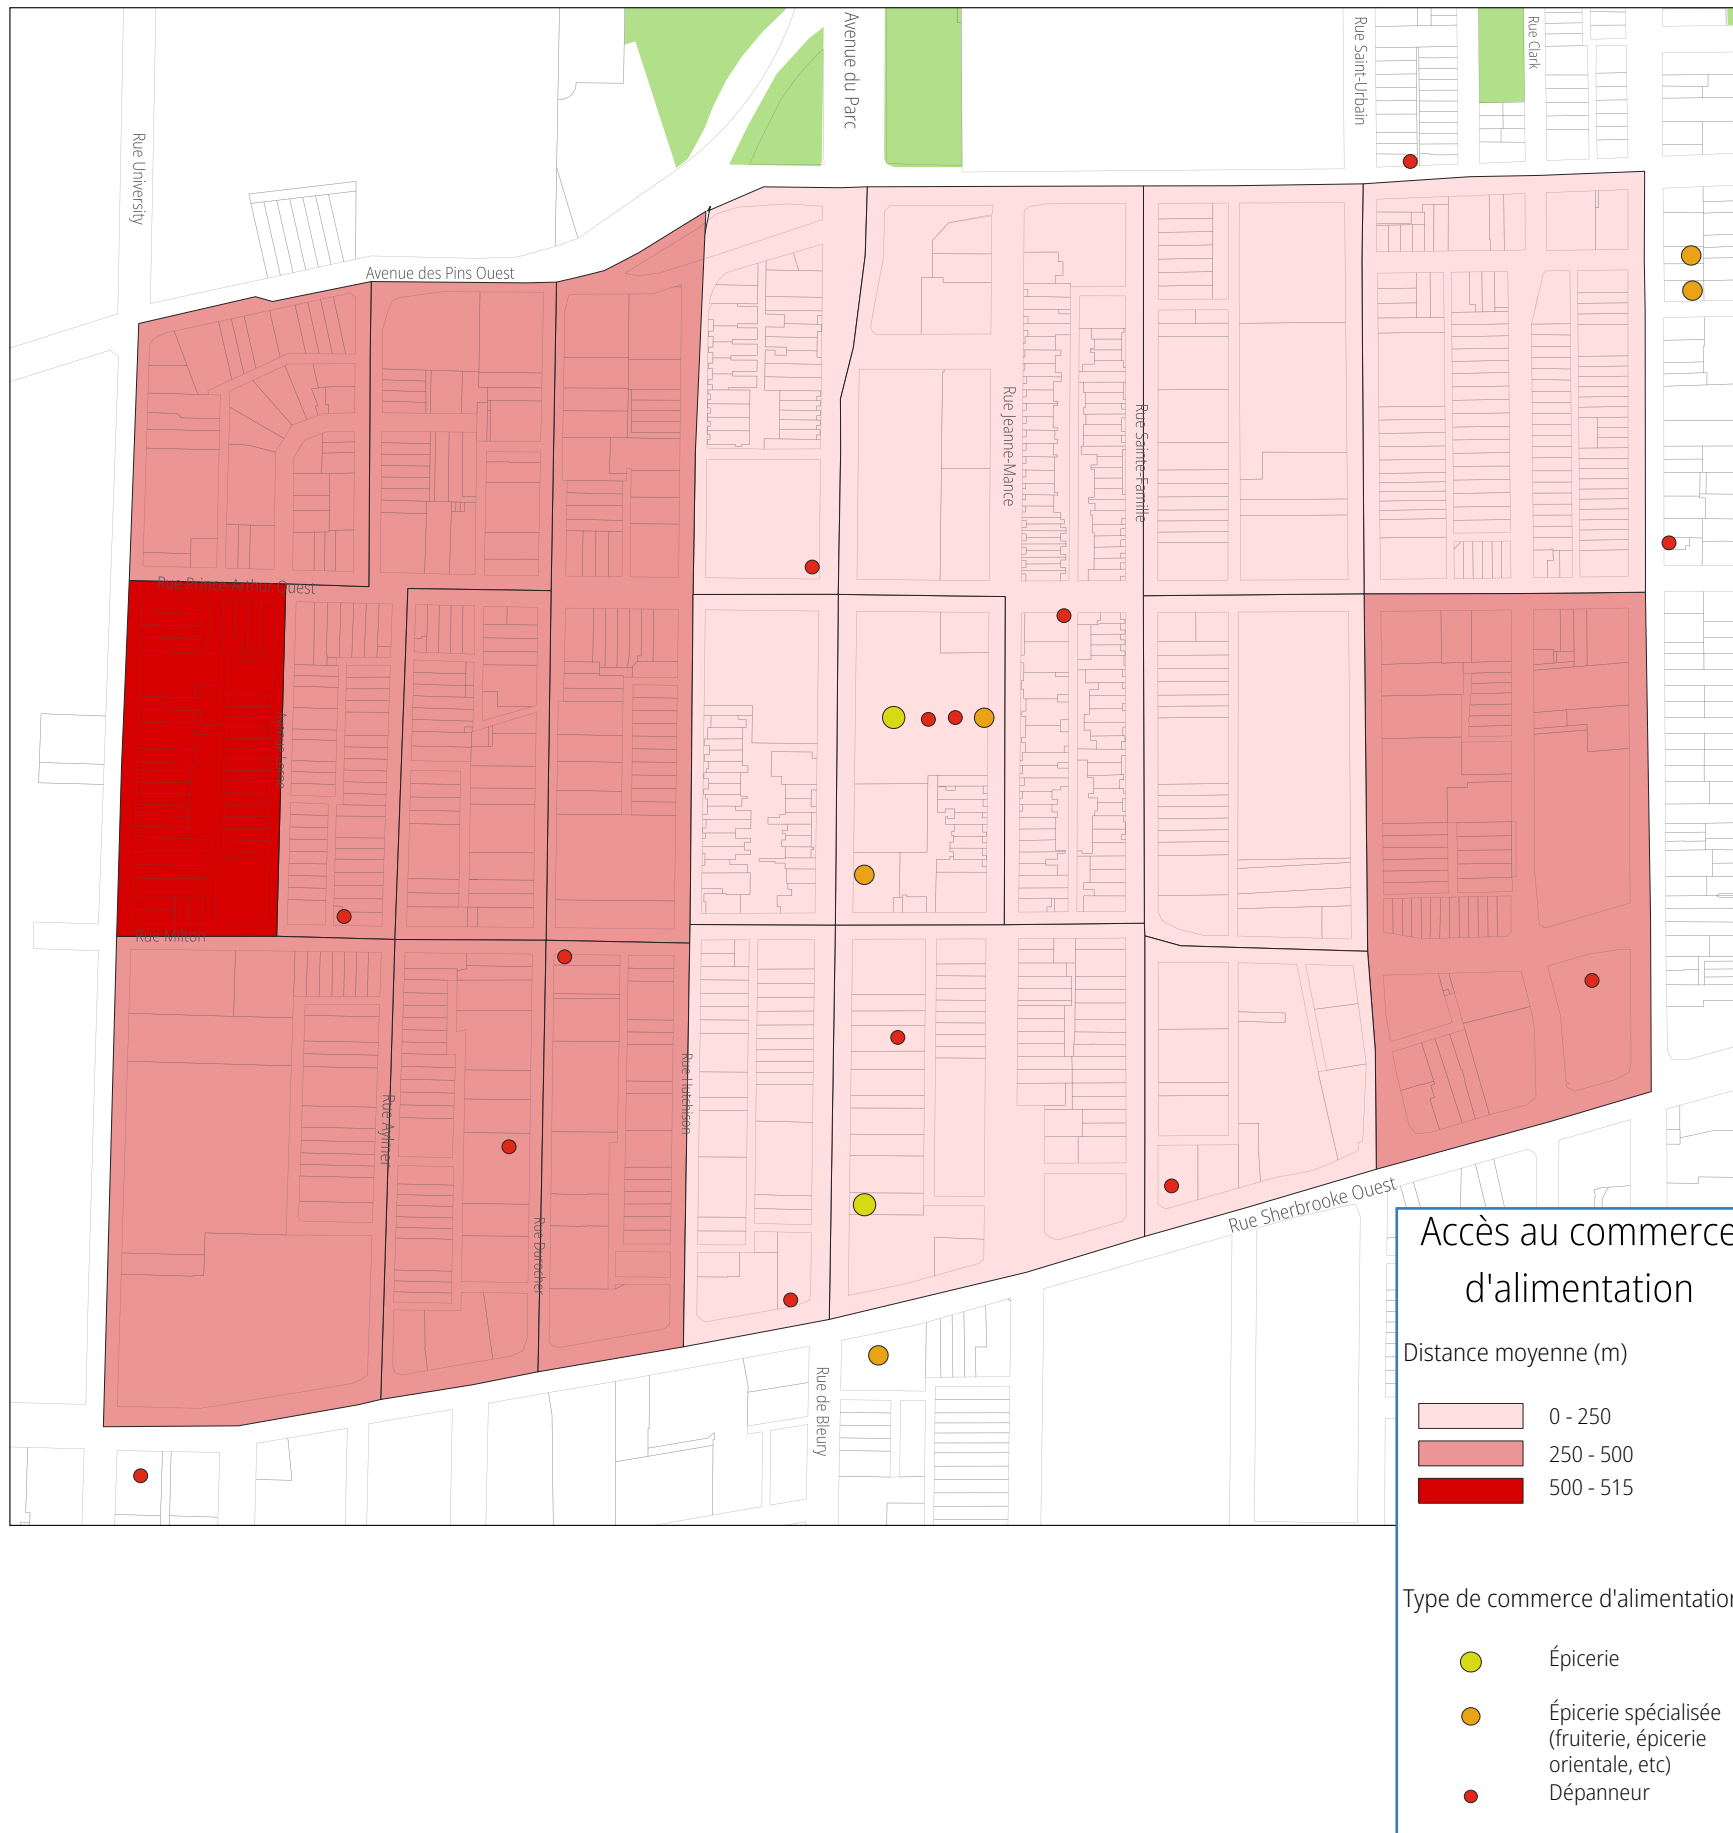 Avenue du Parc
Rue Saint-Urbain
Rue Clark
Rue University
Avenue des Pins Ouest
Rue Jeanne-Mance
Rue Sainte-Famille
Rue Prince-Arthur Ouest
Rue Milton
Rue Hutchison
Rue Aylmer
Rue Durocher
Rue Sherbrooke Ouest
Rue de Bleury
Accès au commerce
d'alimentation
Distance moyenne (m)
0 - 250
250 - 500
500 - 515
Type de commerce d'alimentation
Épicerie
Épicerie spécialisée
(fruiterie, épicerie
orientale, etc)
Dépanneur